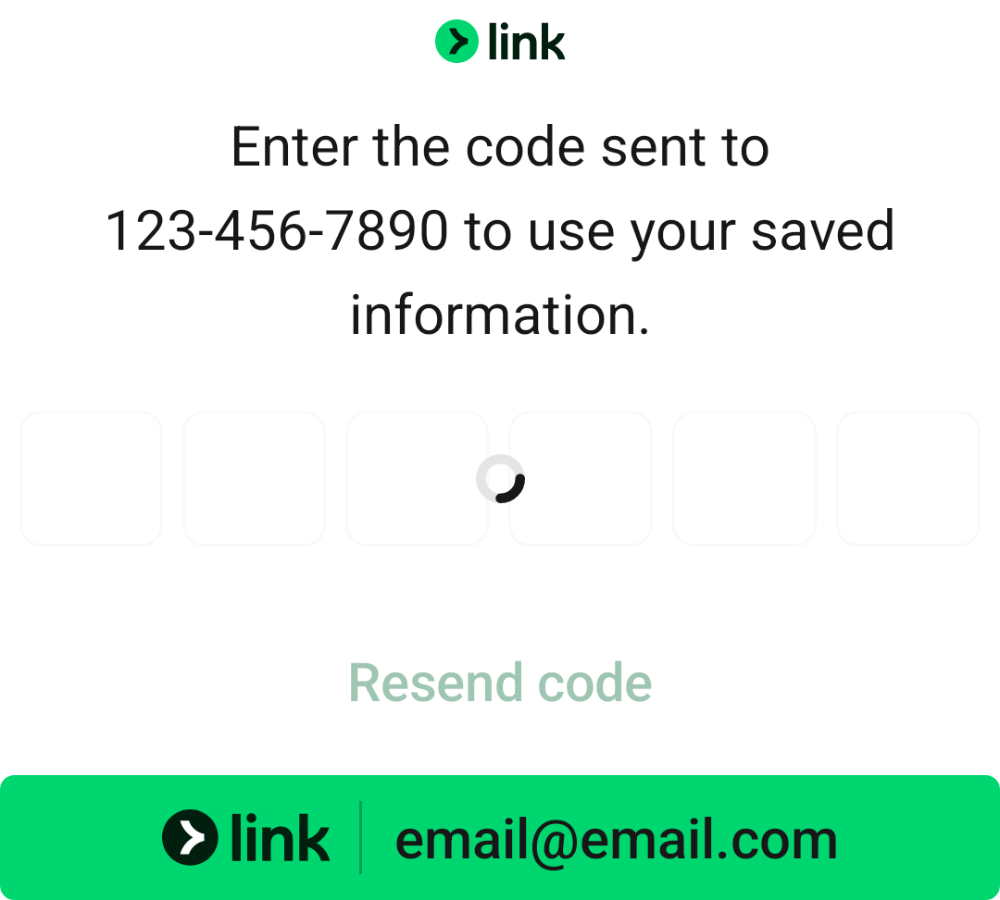 link
Enter the code sent to
123-456-7890 to use your saved
information.
Resend code
link email@email.com